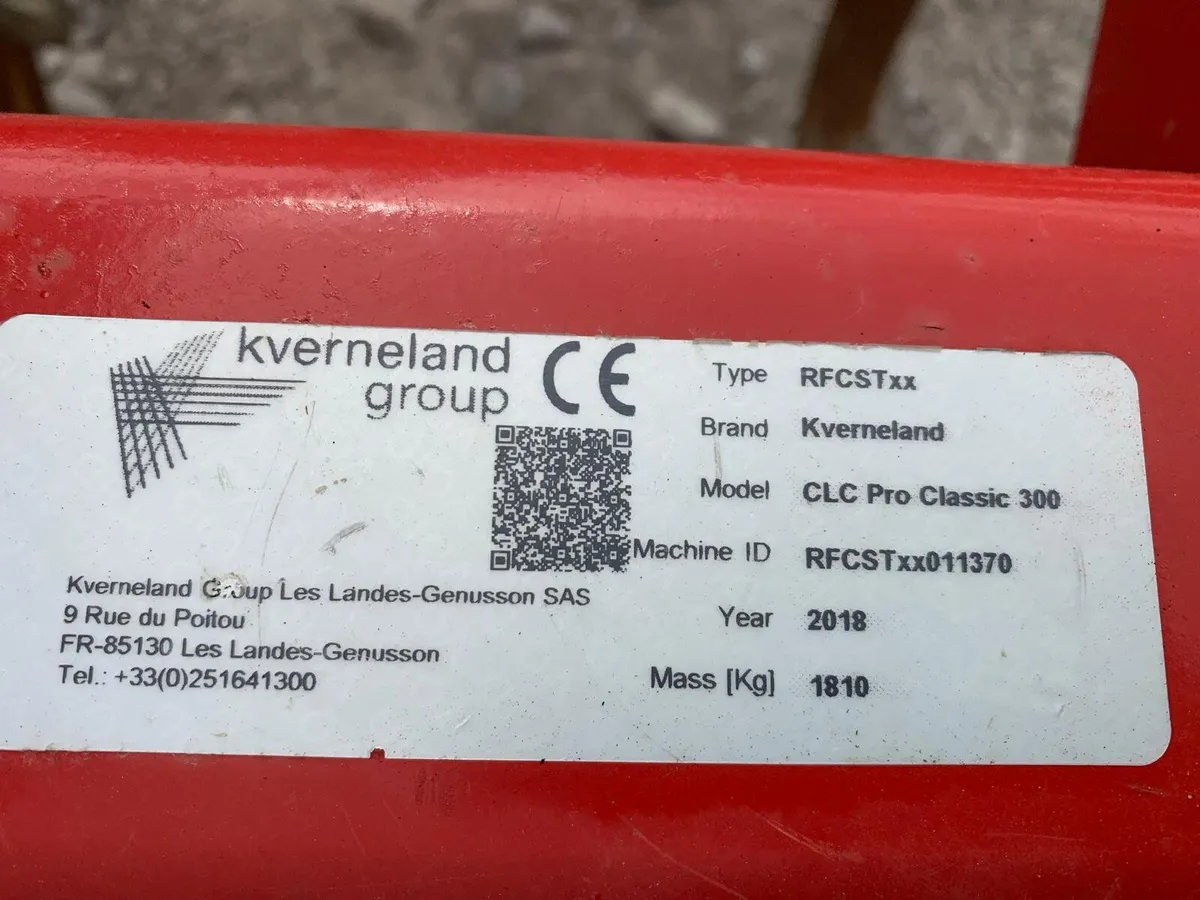 kverneland
group
CE
Kverneland Group Les Landes-Genusson SAS
9 Rue du Poitou
FR-85130 Les Landes-Genusson
Tel.: +33(0)251641300
Type RFCSTxx
Brand Kverneland
Model CLC Pro Classic 300
Machine ID RFCSTxx011370
Year 2018
Mass [Kg] 1810